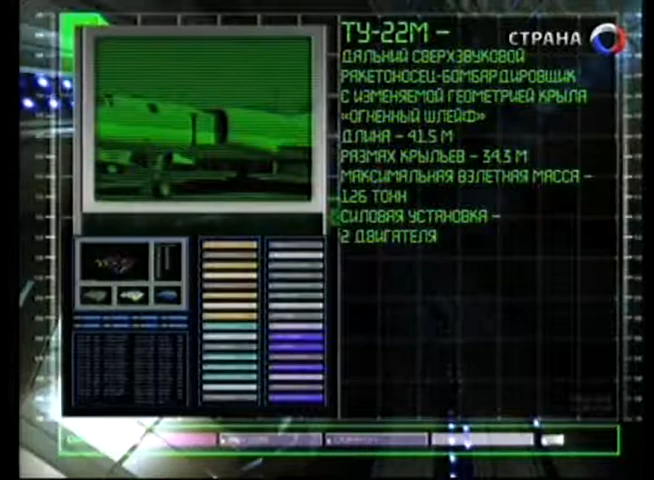 ТУ-22М –
СТРАНА
ДАЛЬНИЙ СВЕРХЗВУКОВОЙ
РАКЕТОНОСЕЦ-БОМБАРДИРОВЩИК
С ИЗМЕНЯЕМОЙ ГЕОМЕТРИЕЙ КРЫЛА
«ОГНЕННЫЙ ШЛЕЙФ»
ДЛИНА – 41.5 М
РАЗМАХ КРЫЛЬЕВ – 34.3 М
МАКСИМАЛЬНАЯ ВЗЛЕТНАЯ МАССА –
126 ТОНН
СИЛОВАЯ УСТАНОВКА –
2 ДВИГАТЕЛЯ